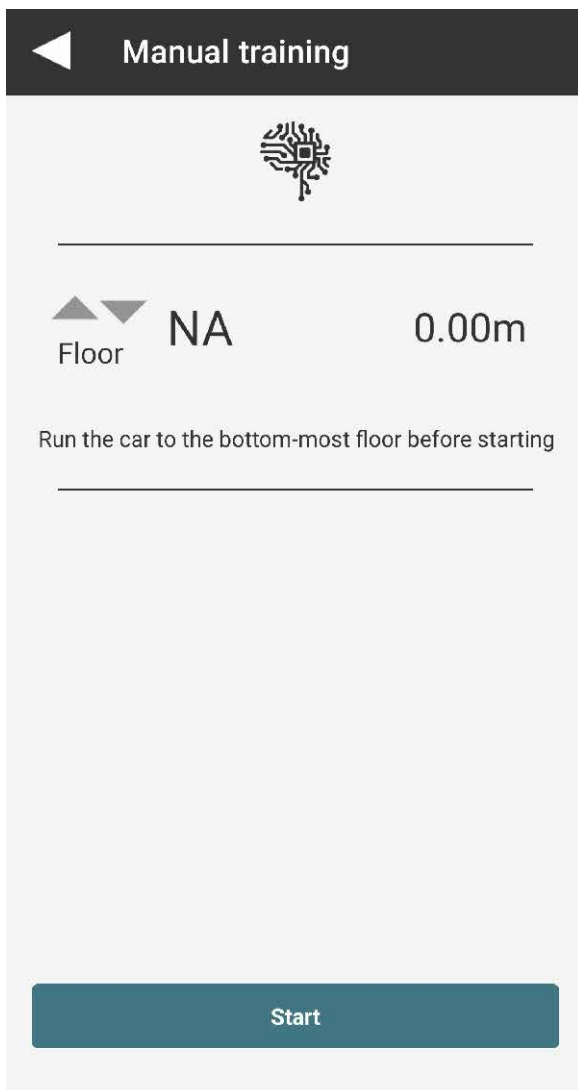 Manual training
NA
0.00m
Floor
Run the car to the bottom-most floor before starting
Start